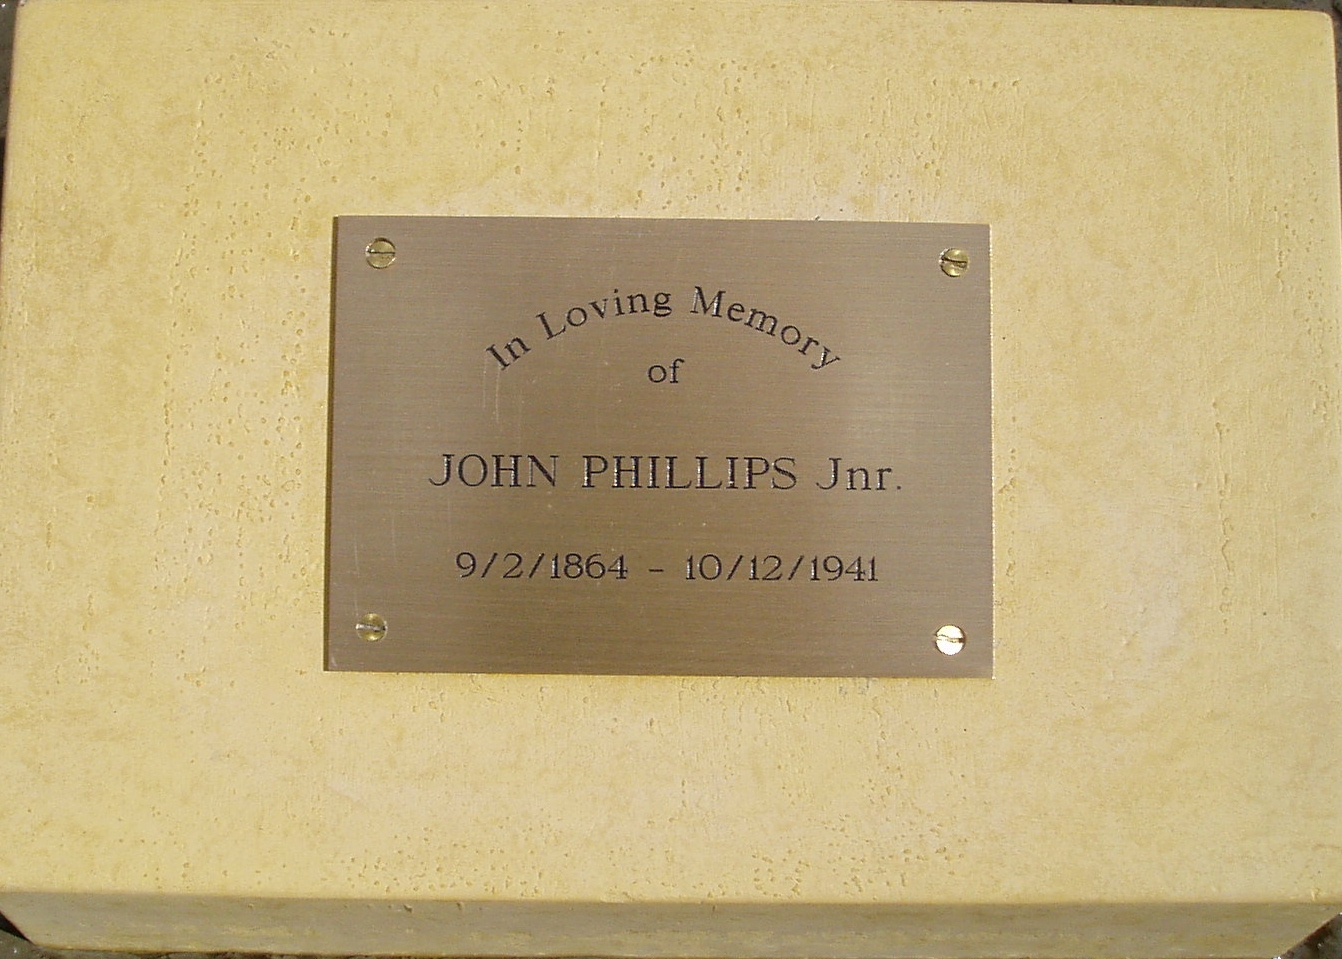 In Loving Memory
of
JOHN PHILLIPS Jnr.
9/2/1864 - 10/12/1941